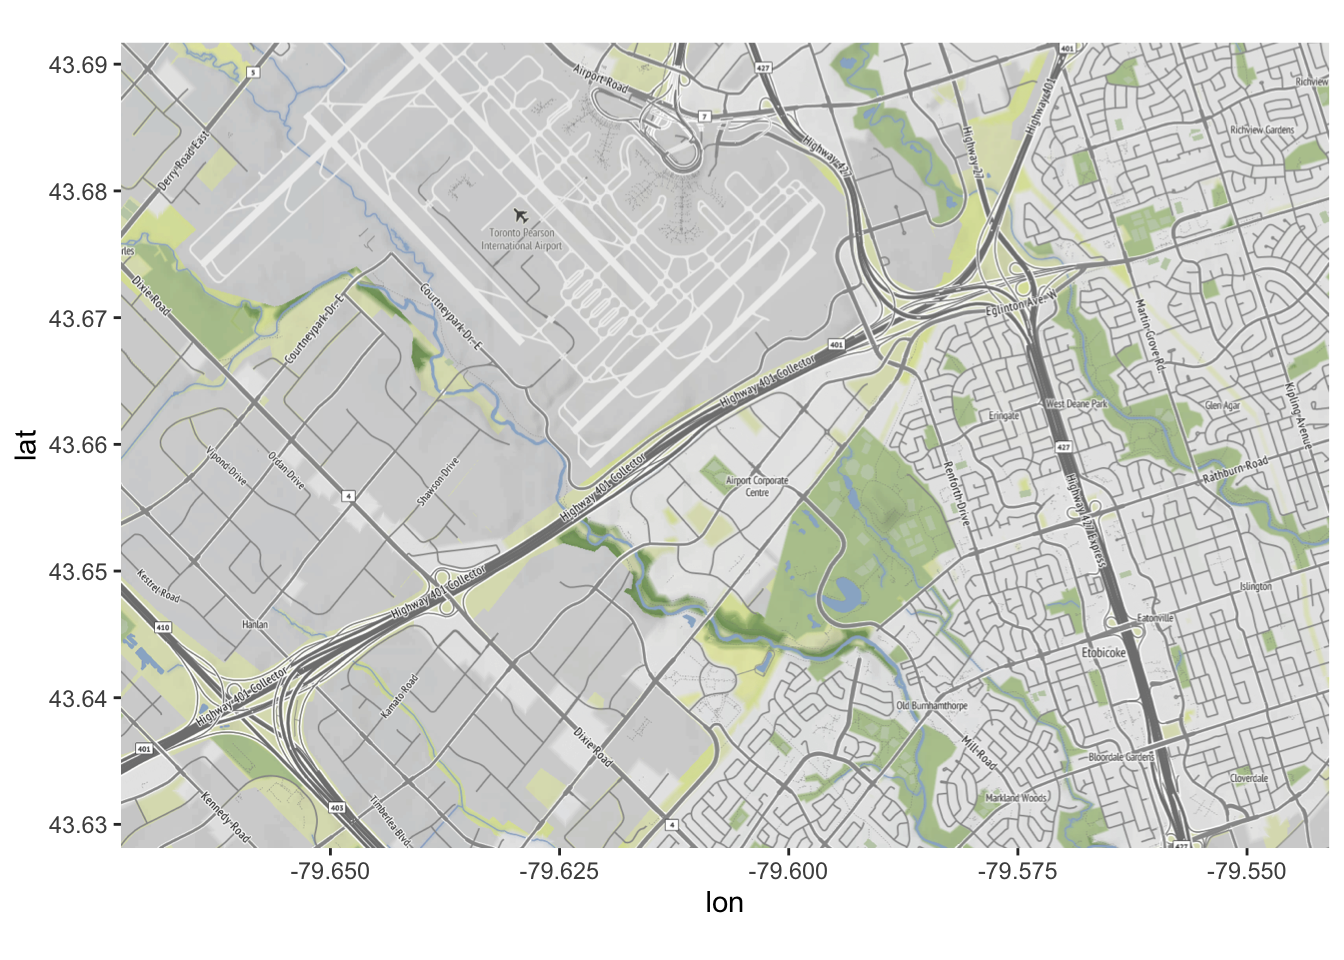 43.69
43.68
43.67
43.66
43.65
43.64
43.63
lat
-79.650
-79.625
-79.600
-79.575
-79.550
lon
401
427
5
Airport Road
7
Highway 401
Richview
Richview Gardens
Derry Road East
Highway 427
Highway 27
Toronto Pearson
International Airport
rles
Dixie Road
Courtneypark Dr E
Courtneypark Dr E
Eglinton Ave W
Martin Grove Rd
401
Highway 401 Collector
Kipling Avenue
West Deane Park
Glen Agar
Eringate
427
Vipond Drive
Ordan Drive
Shawson Drive
4
Highway 401 Collector
Airport Corporate
Centre
Renforth Drive
Rathburn Road
Highway 427 Express
Kestrel Road
Highway 401 Collector
Islington
Hanlan
410
Eatonville
Etobicoke
Highway 401 Collector
Kamato Road
Old Burnhamthorpe
401
Dixie Road
Mill Road
Bloordale Gardens
Cloverdale
Markland Woods
Kennedy Road
403
Timberlea Blvd
4
427